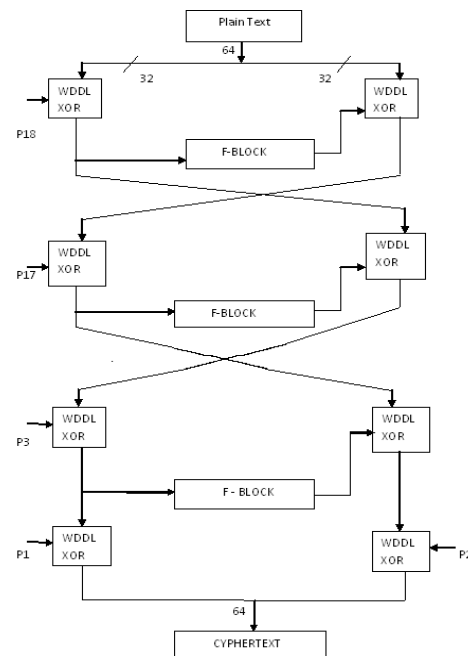 Plain Text
64
32
32
WDDL
XOR
WDDL
XOR
P18
F-BLOCK
WDDL
XOR
WDDL
XOR
P17
F-BLOCK
WDDL
XOR
WDDL
XOR
P3
F - BLOCK
WDDL
XOR
WDDL
XOR
P1
P2
64
CYPHERTEXT